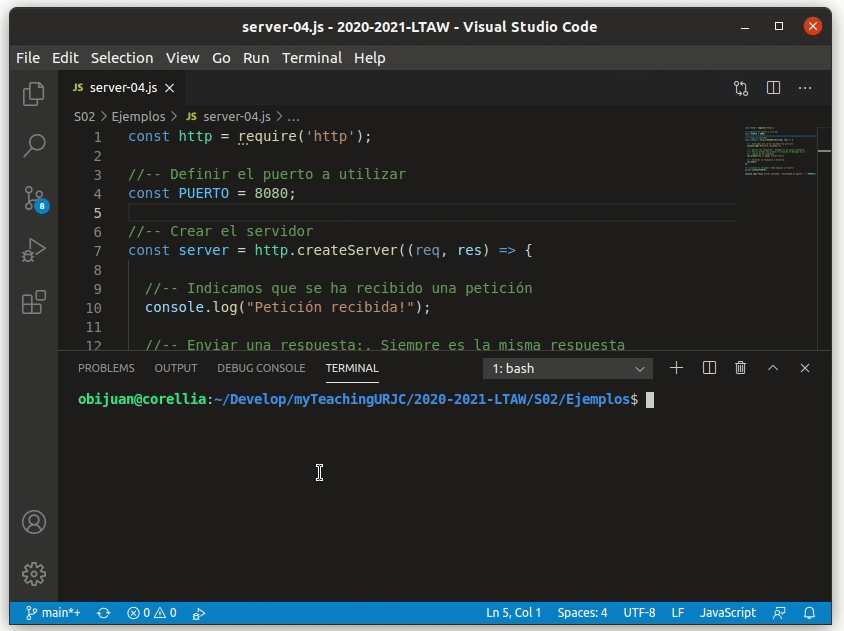 server-04.js - 2020-2021-LTAW - Visual Studio Code
File Edit Selection View Go Run Terminal Help
JS server-04.js
S02 > Ejemplos > JS server-04.js > ...
1 const http = require('http');
2
3 //-- Definir el puerto a utilizar
4 const PUERTO = 8080;
5
6 //-- Crear el servidor
7 const server = http.createServer((req, res) => {
8
9 //-- Indicamos que se ha recibido una petición
10 console.log("Petición recibida!");
11
12 //-- Enviar una respuesta:. Siempre es la misma respuesta
8
PROBLEMS OUTPUT DEBUG CONSOLE TERMINAL 1: bash
obijuan@corellia:~/Develop/myTeachingURJC/2020-2021-LTAW/S02/Ejemplos$
main*+ 0 0 Ln 5, Col 1 Spaces: 4 UTF-8 LF JavaScript